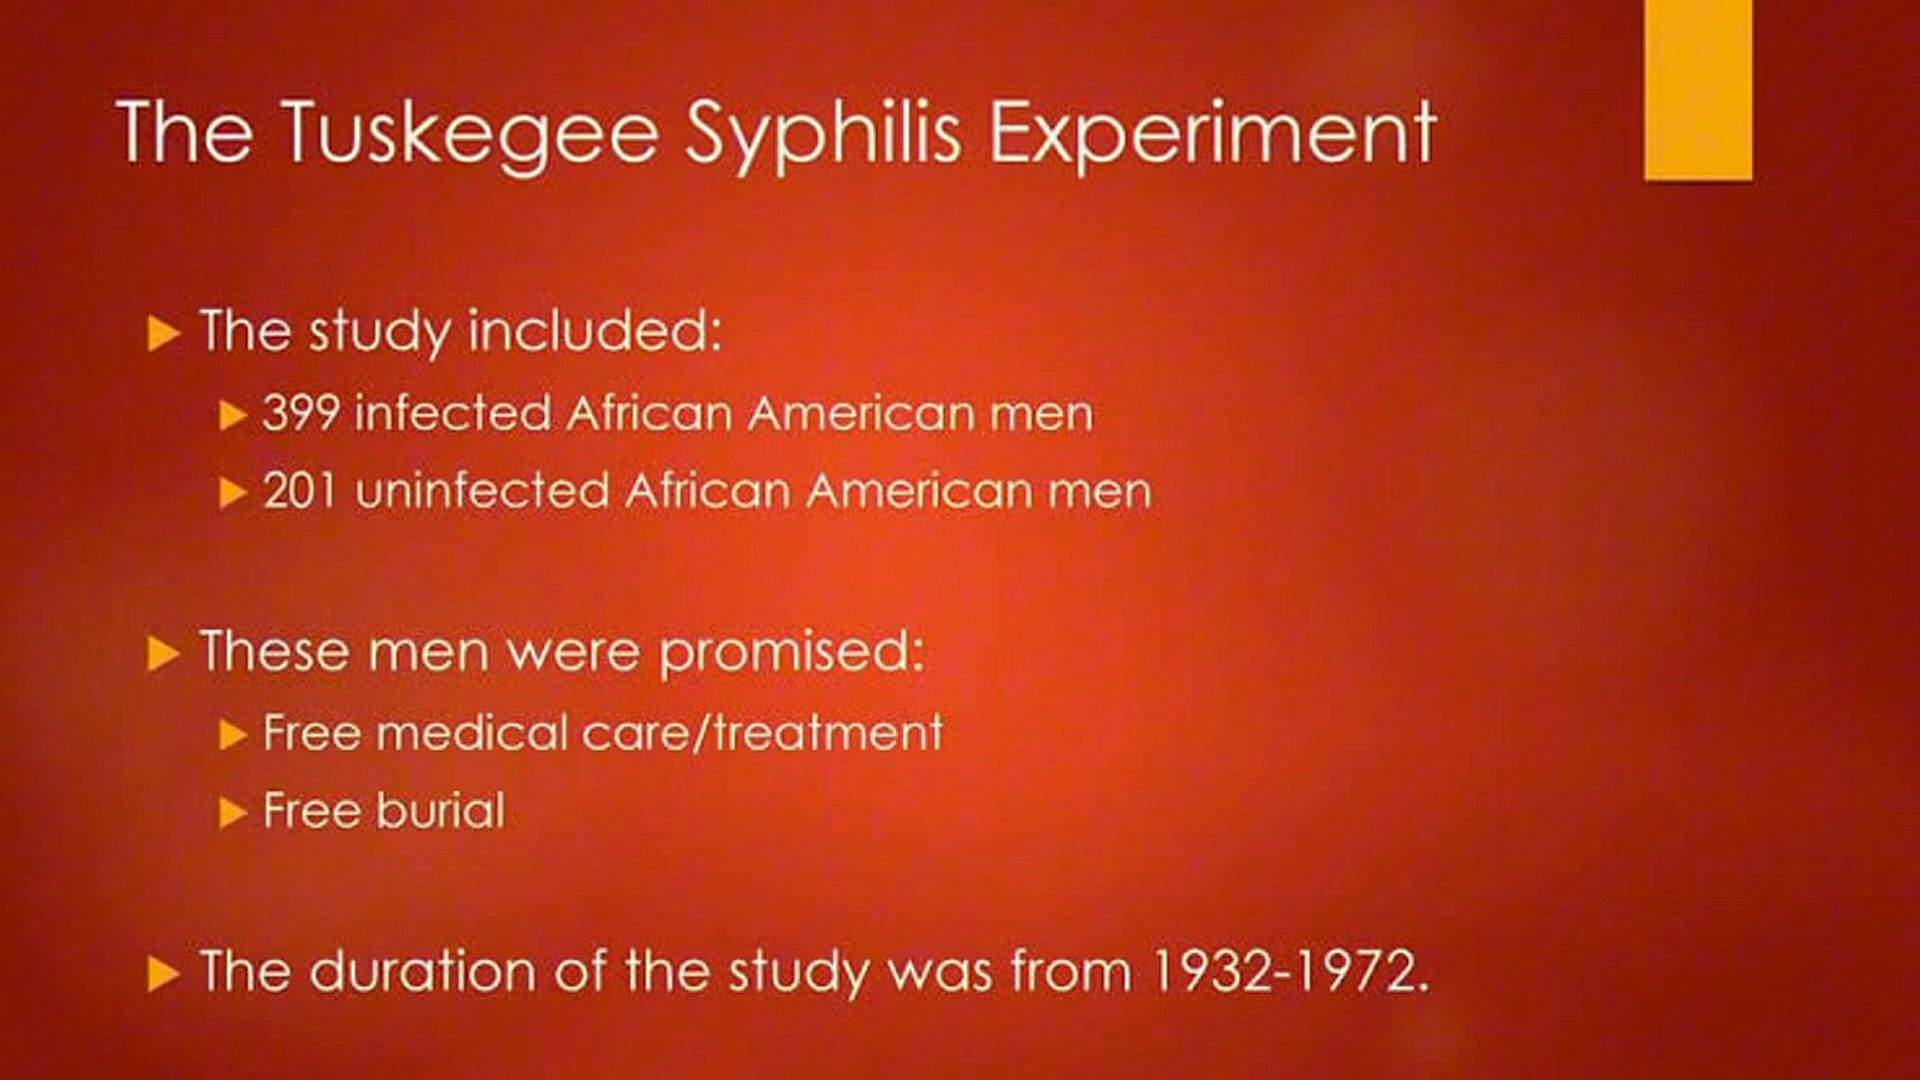 The Tuskegee Syphilis Experiment
The study included:
399 infected African American men
201 uninfected African American men
These men were promised:
Free medical care/treatment
Free burial
The duration of the study was from 1932-1972.